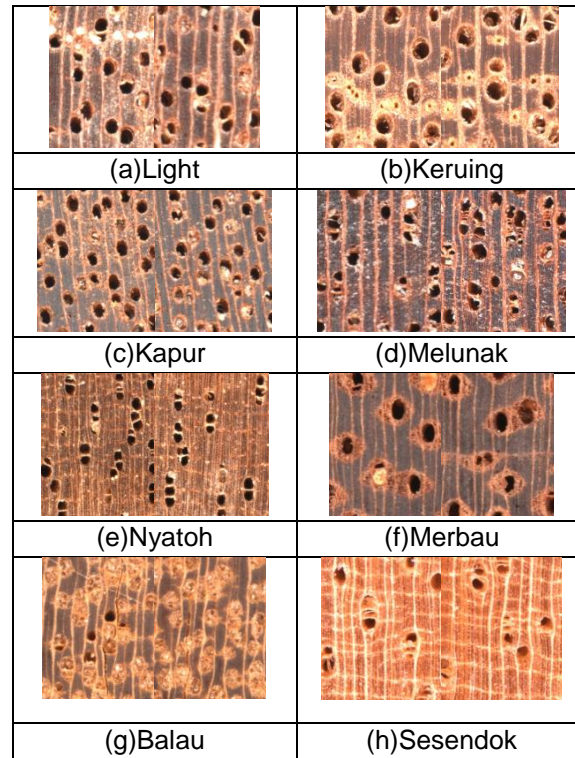 (a)Light
(b)Keruing
(c)Kapur
(d)Melunak
(e)Nyatoh
(f)Merbau
(g)Balau
(h)Sesendok